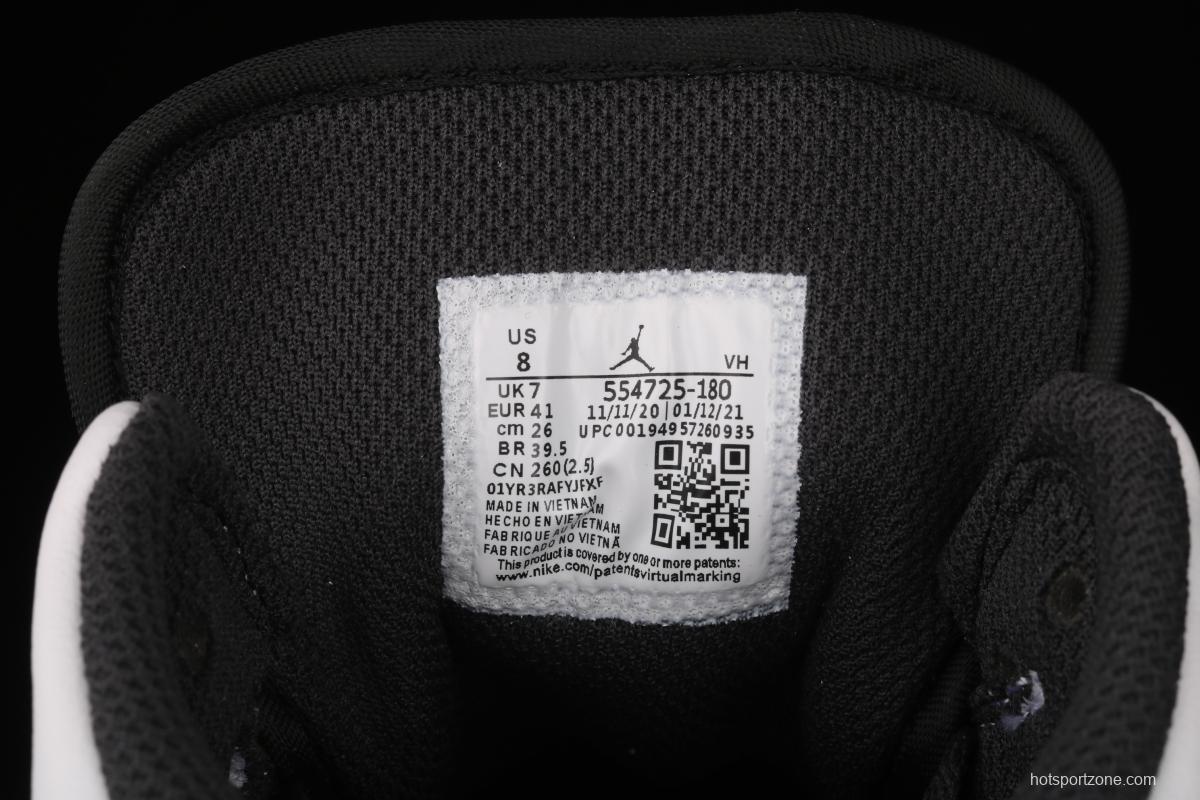 US
8
VH
UK 7
554725-180
EUR 41
11/11/20 | 01/12/21
cm 26
UPC 00194957260935
BR 39.5
CN 260 (2.5)
01YR3RAFYJFXF
MADE IN VIETNAM
HECHO EN VIETNAM
FABRIQUE AU VIETNAM
FABRICADO NO VIETNÃ
This product is covered by one or more patents:
www.nike.com/patentsvirtualmarking
hotsportzone.com